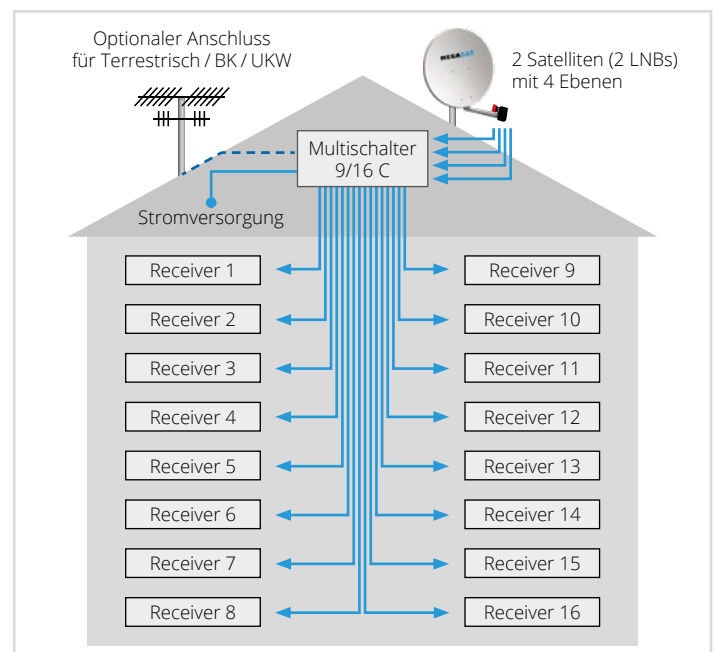 Optionaler Anschluss
für Terrestrisch / BK / UKW
MEGASAT
2 Satelliten (2 LNBs)
mit 4 Ebenen
Multischalter
9/16 C
Stromversorgung
Receiver 1
Receiver 9
Receiver 2
Receiver 10
Receiver 3
Receiver 11
Receiver 4
Receiver 12
Receiver 5
Receiver 13
Receiver 6
Receiver 14
Receiver 7
Receiver 15
Receiver 8
Receiver 16